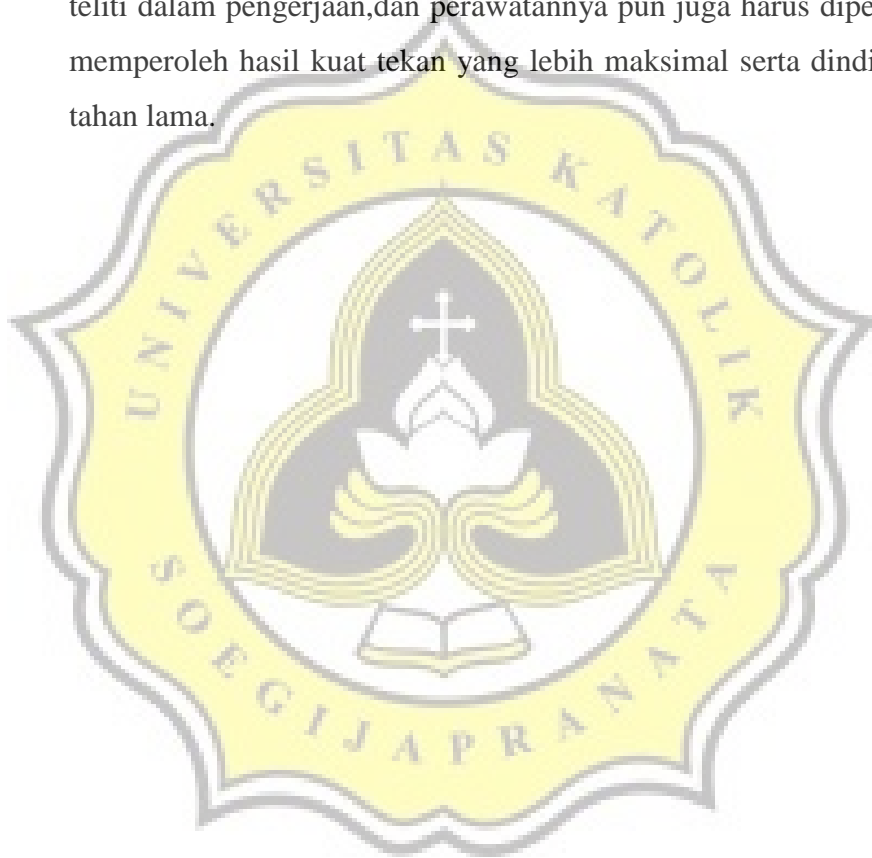 teliti dalam pengerjaan,dan perawatannya pun juga harus dipe
memperoleh hasil kuat tekan yang lebih maksimal serta dindi
tahan lama.
UNIVERSITAS KATOLIK
SOEGIJAPRANATA